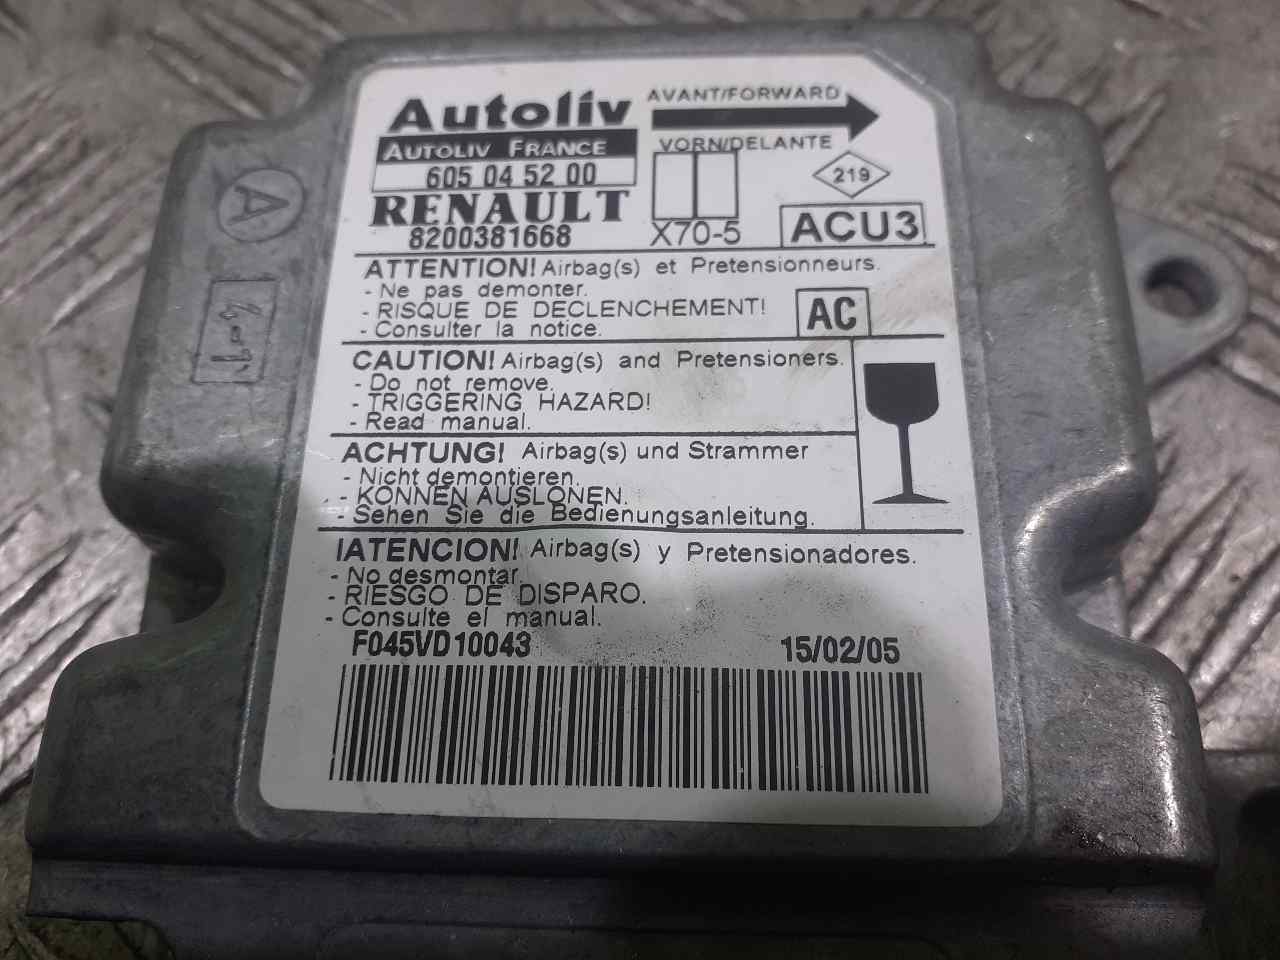 Autoliv
AVANT/FORWARD
AUTOLIV FRANCE
VORN/DELANTE
605 04 52 00
219
RENAULT
8200381668
X70-5
ACU3
ATTENTION! Airbag(s) et Pretensionneurs.
- Ne pas demonter.
- RISQUE DE DECLENCHEMENT!
- Consulter la notice.
AC
CAUTION! Airbag(s) and Pretensioners.
- Do not remove.
- TRIGGERING HAZARD!
- Read manual.
ACHTUNG! Airbag(s) und Strammer
- Nicht demontieren.
- KONNEN AUSLONEN.
- Sehen Sie die Bedienungsanleitung.
IATENCION! Airbag(s) y Pretensionadores.
- No desmontar.
- RIESGO DE DISPARO.
- Consulte el manual.
F045VD10043
15/02/05
A
1-4